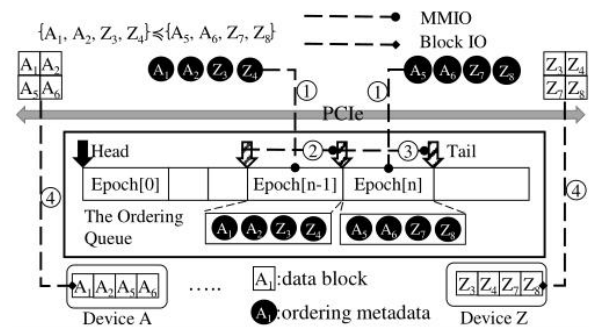 {A1, A2, Z3, Z4}≼{A5, A6, Z7, Z8}
MMIO
Block IO
A1 A2
A5 A6
A1 A2 Z3 Z4
A5 A6 Z7 Z8
Z3 Z4
Z7 Z8
① ①
PCIe
Head ② ③ Tail
Epoch[0] Epoch[n-1] Epoch[n]
④ ④
The Ordering
Queue
A1 A2 Z3 Z4 A5 A6 Z7 Z8
A1 A2 A5 A6 ..... A1:data block Z3 Z4 Z7 Z8
Device A A1:ordering metadata Device Z